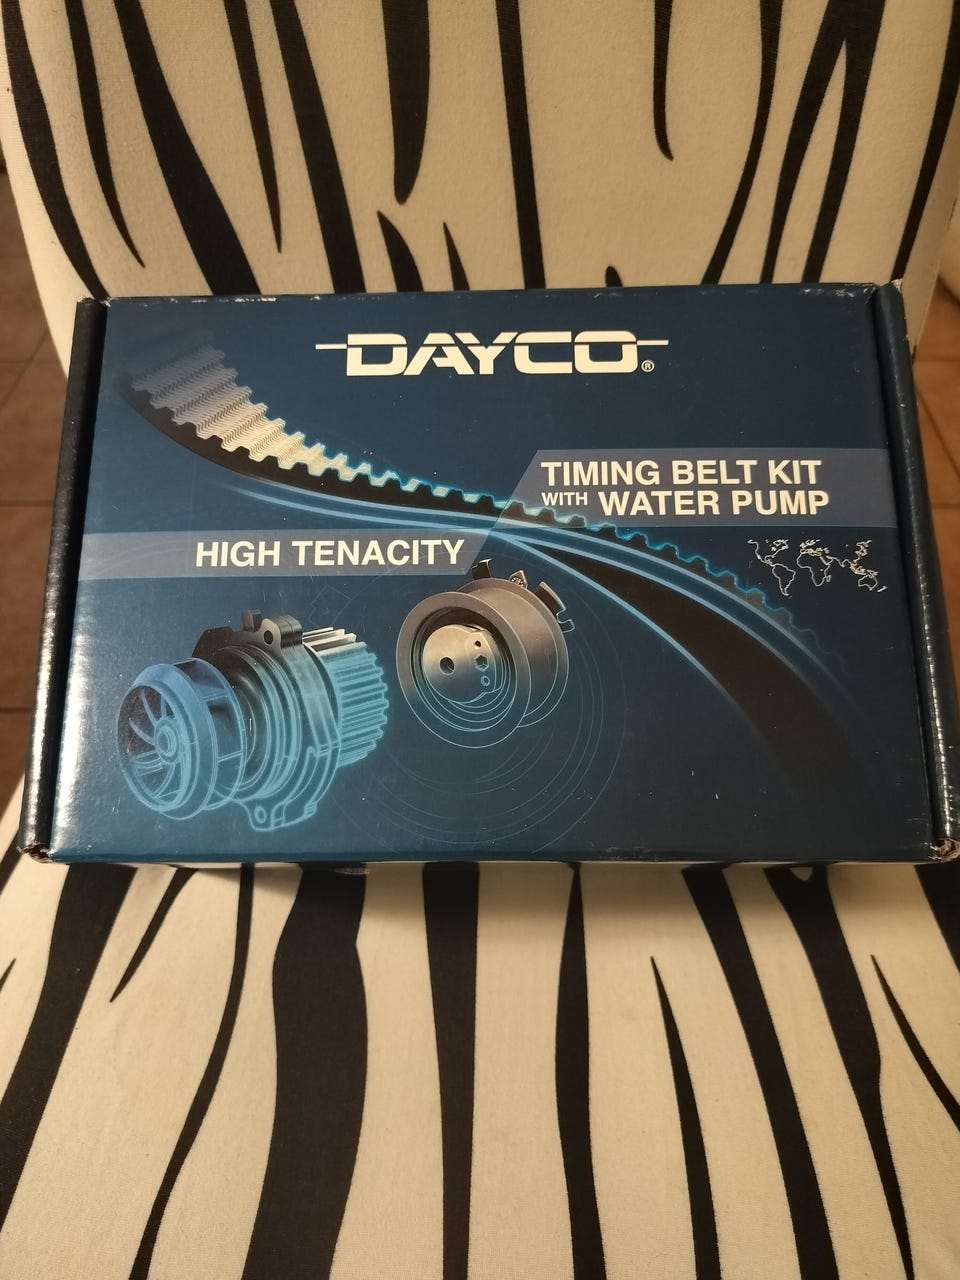 DAYCO®
TIMING BELT KIT
WITH WATER PUMP
HIGH TENACITY